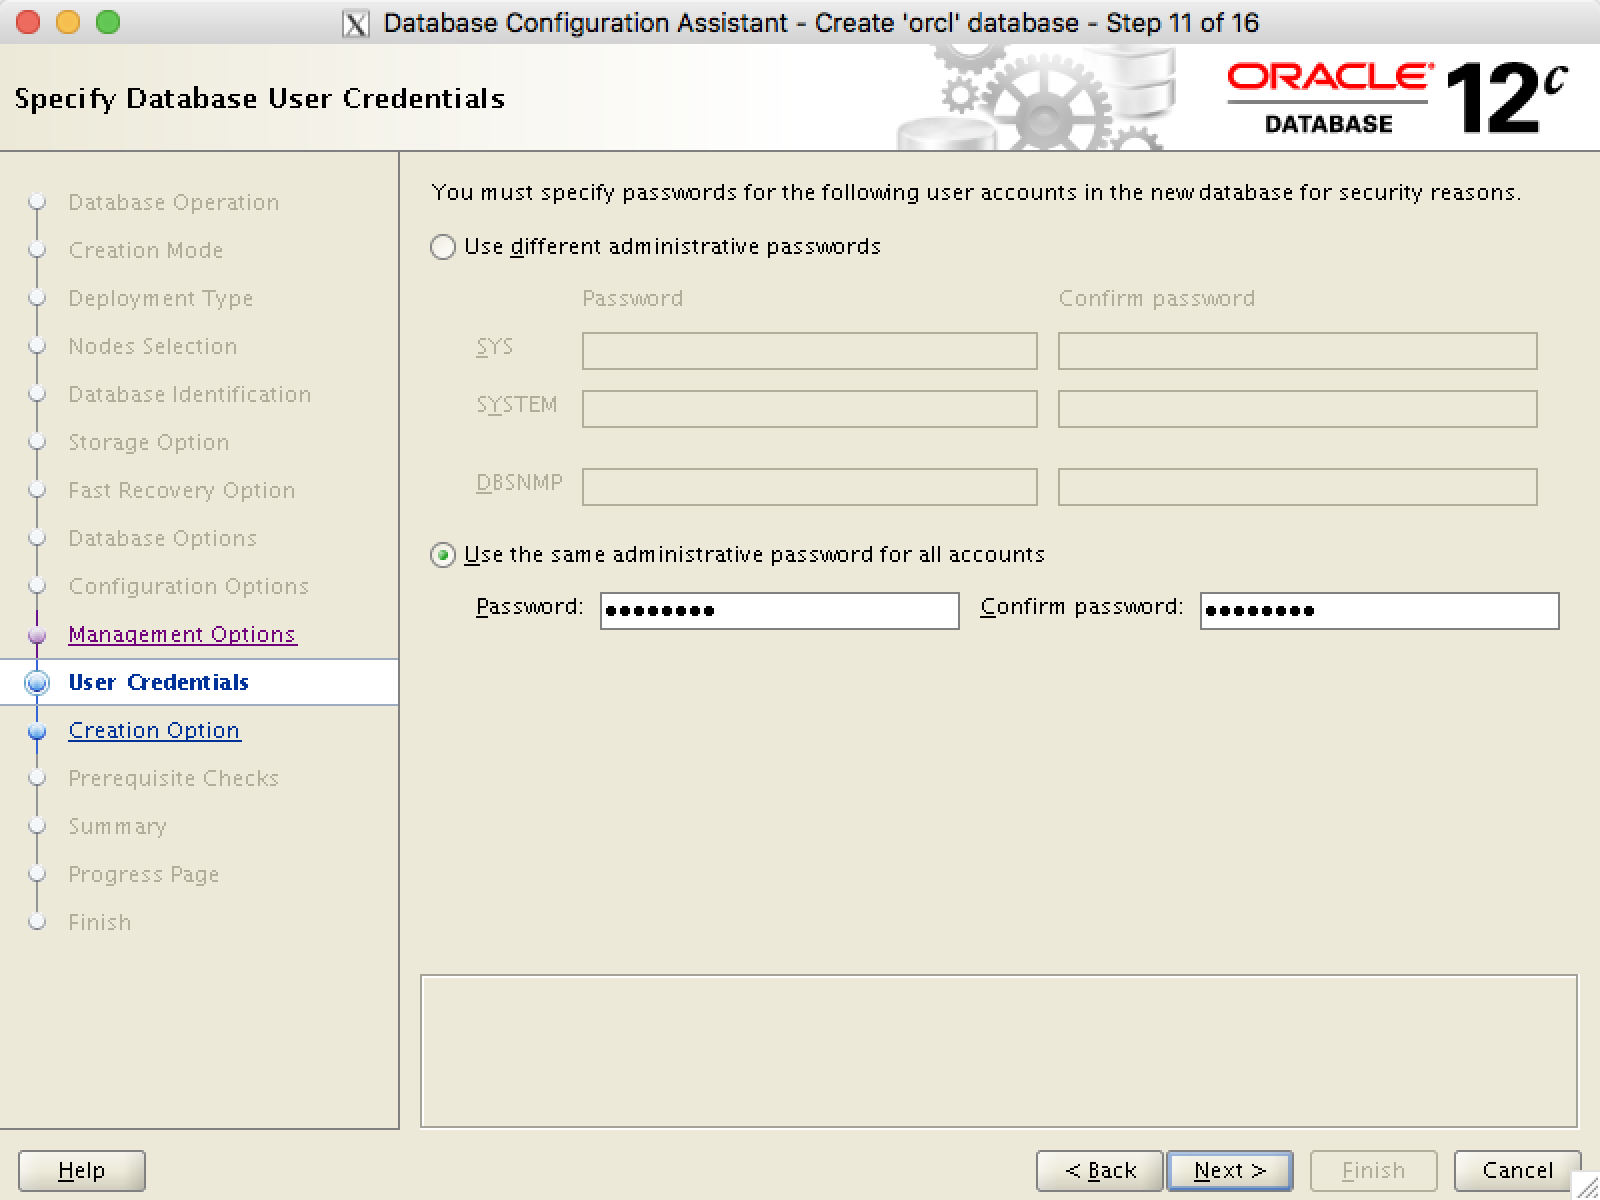 Database Configuration Assistant - Create 'orcl' database - Step 11 of 16
Specify Database User Credentials
ORACLE
DATABASE
12c
Database Operation
Creation Mode
Deployment Type
Nodes Selection
Database Identification
Storage Option
Fast Recovery Option
Database Options
Configuration Options
Management Options
User Credentials
Creation Option
Prerequisite Checks
Summary
Progress Page
Finish
You must specify passwords for the following user accounts in the new database for security reasons.
Use different administrative passwords
Password Confirm password
SYS
SYSTEM
DBSNMP
Use the same administrative password for all accounts
Password: •••••••• Confirm password: ••••••••
Help
< Back Next > Finish Cancel